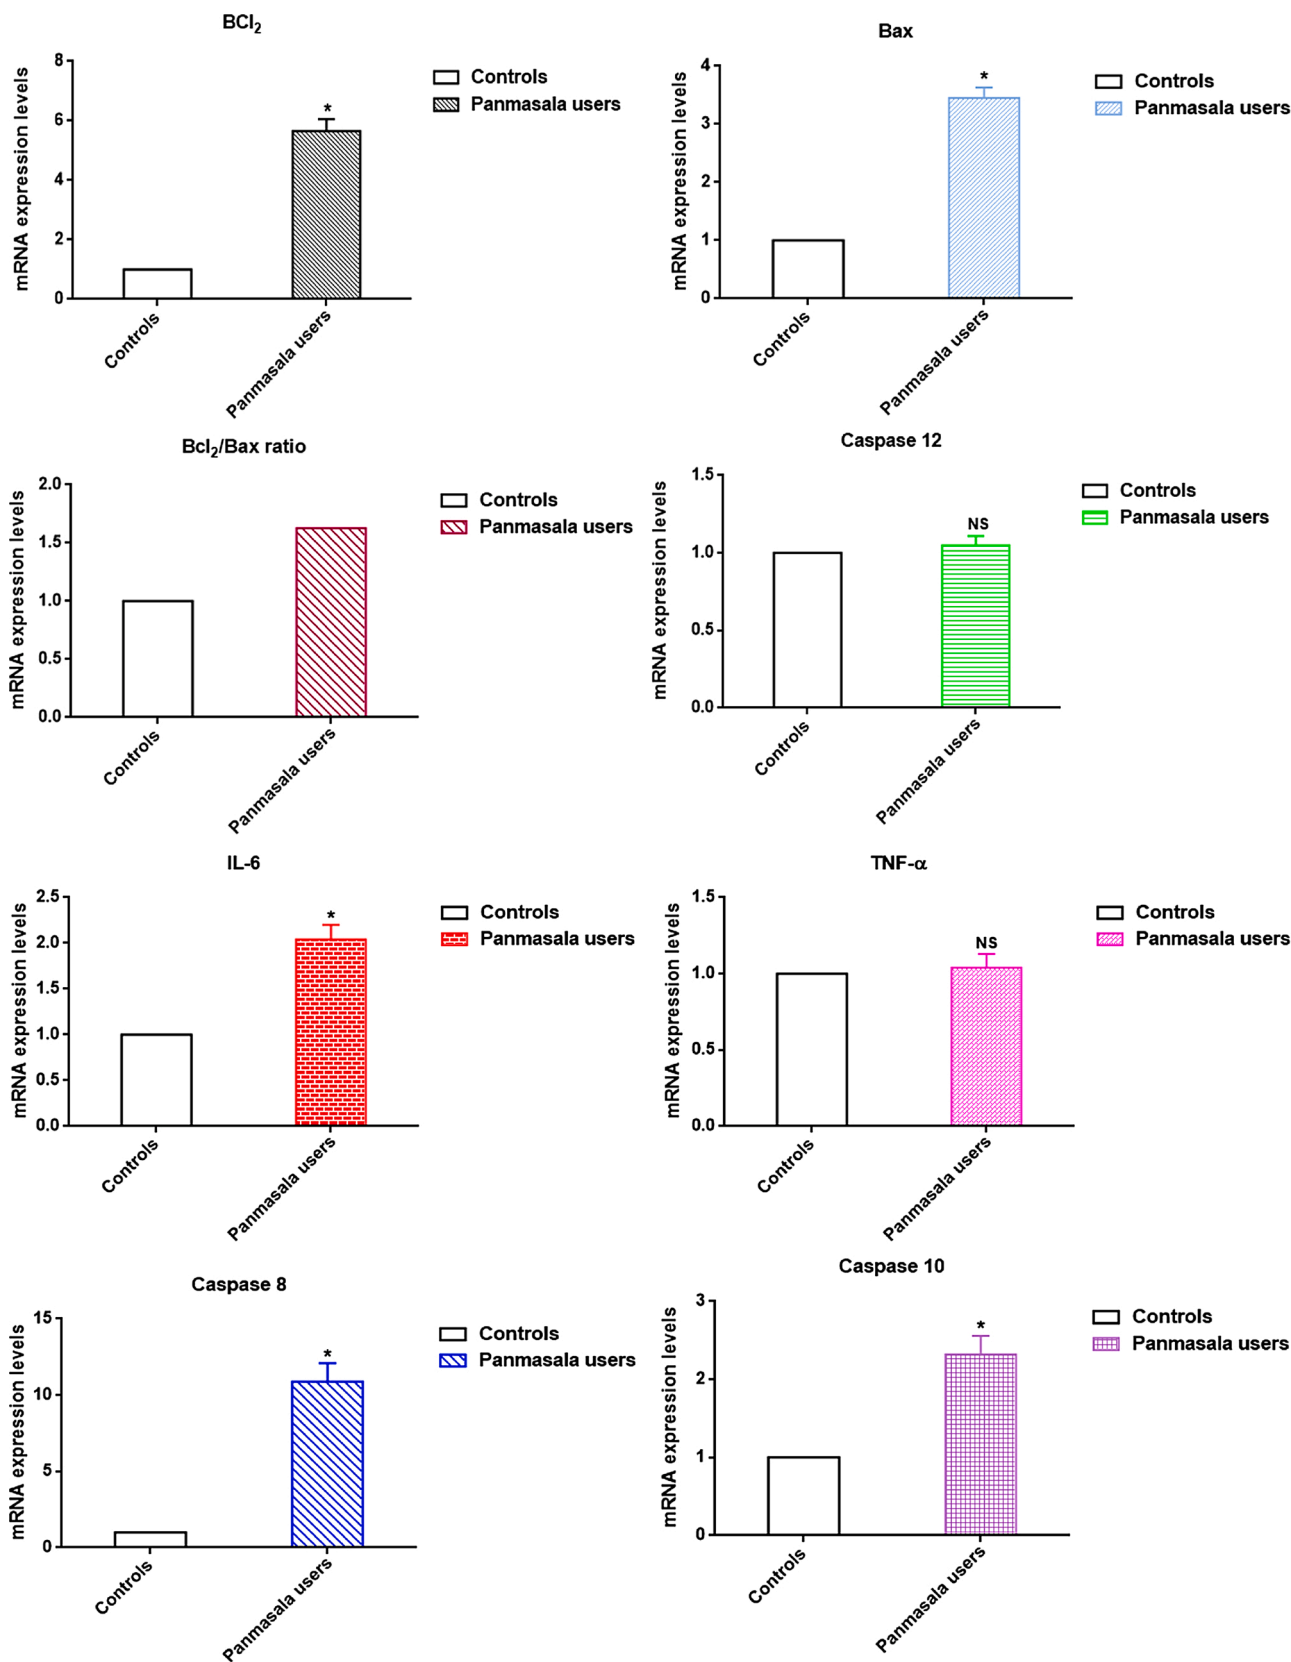 BCl₂
mRNA expression levels
8
6
4
2
0
*
Controls
Panmasala users
Controls
Panmasala users
Bax
mRNA expression levels
4
3
2
1
0
*
Controls
Panmasala users
Controls
Panmasala users
Bcl₂/Bax ratio
mRNA expression levels
2.0
1.5
1.0
0.5
0.0
Controls
Panmasala users
Controls
Panmasala users
Caspase 12
mRNA expression levels
1.5
1.0
0.5
0.0
NS
Controls
Panmasala users
Controls
Panmasala users
IL-6
mRNA expression levels
2.5
2.0
1.5
1.0
0.5
0.0
*
Controls
Panmasala users
Controls
Panmasala users
TNF-α
mRNA expression levels
1.5
1.0
0.5
0.0
NS
Controls
Panmasala users
Controls
Panmasala users
Caspase 8
mRNA expression levels
15
10
5
0
*
Controls
Panmasala users
Controls
Panmasala users
Caspase 10
mRNA expression levels
3
2
1
0
*
Controls
Panmasala users
Controls
Panmasala users